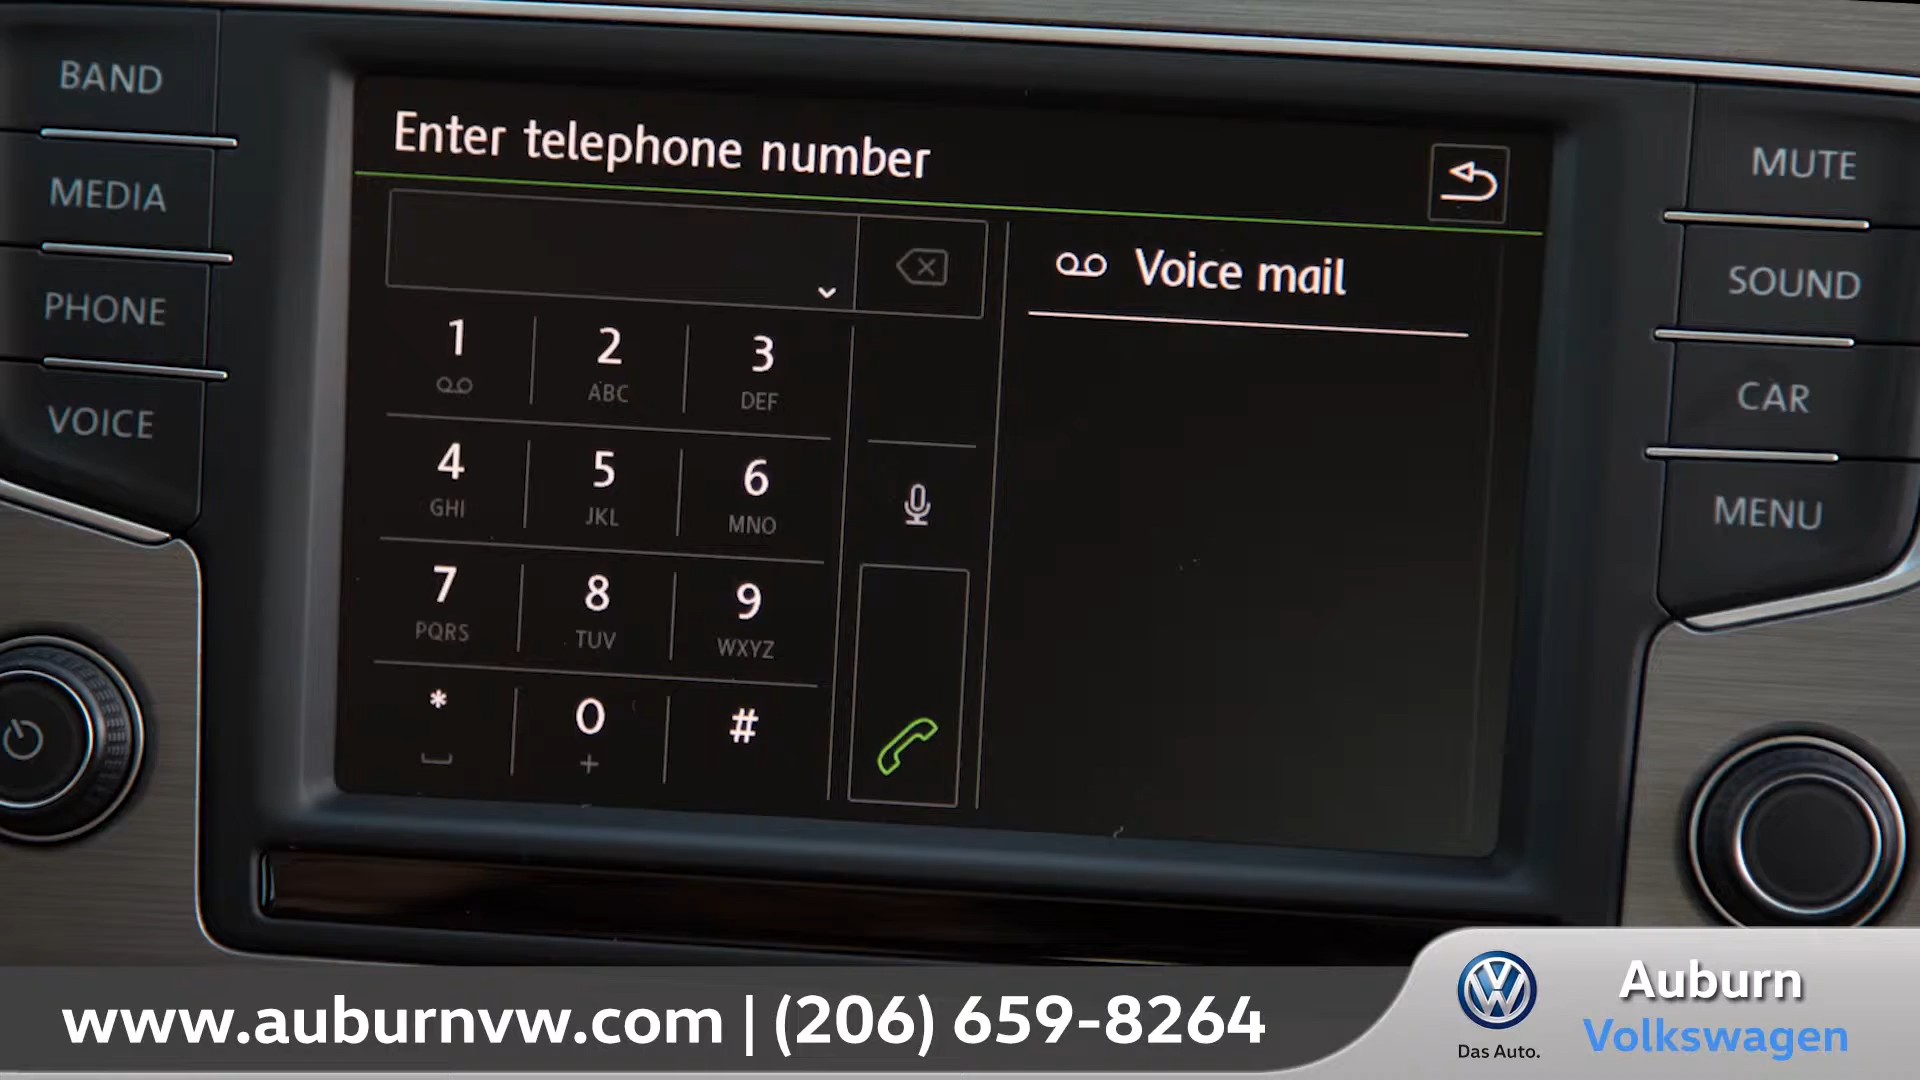 BAND
MEDIA
PHONE
VOICE
Enter telephone number
Voice mail
1
2 ABC
3 DEF
4 GHI
5 JKL
6 MNO
7 PQRS
8 TUV
9 WXYZ
*
0 +
#
MUTE
SOUND
CAR
MENU
www.auburnvw.com | (206) 659-8264
Das Auto.
Auburn
Volkswagen